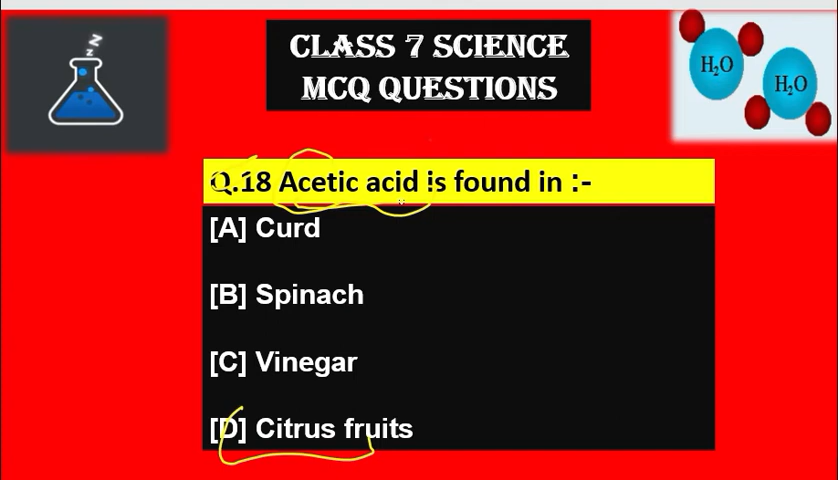 CLASS 7 SCIENCE
MCQ QUESTIONS
H₂O
H₂O
z
z
Z
Q.18 Acetic acid is found in :-
[A] Curd
[B] Spinach
[C] Vinegar
[D] Citrus fruits